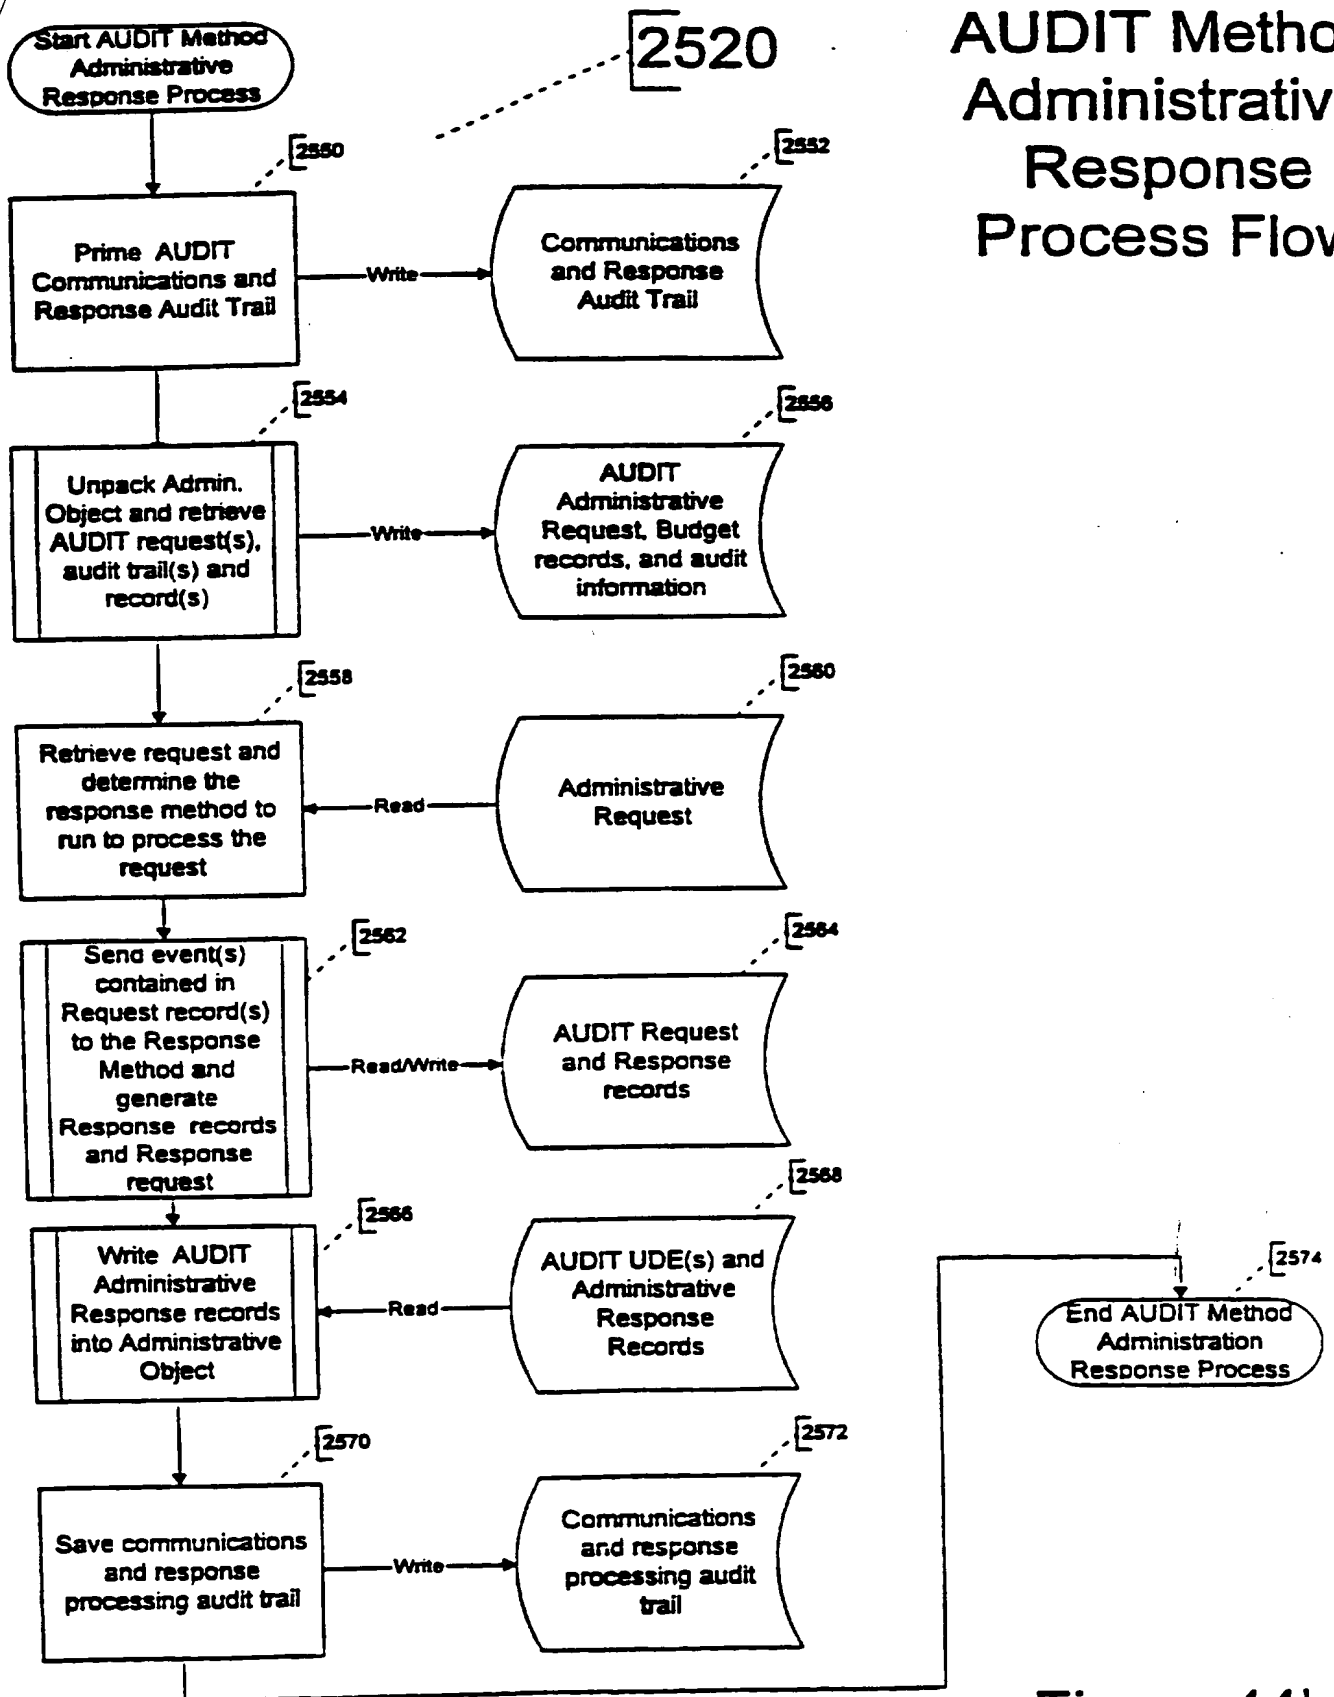 Start AUDIT Method
Administrative
Response Process
2520
AUDIT Metho
Administrativ
Response
Process Flow
2550
Prime AUDIT
Communications and
Response Audit Trail
Write
2552
Communications
and Response
Audit Trail
2554
Unpack Admin.
Object and retrieve
AUDIT request(s),
audit trail(s) and
record(s)
Write
2556
AUDIT
Administrative
Request, Budget
records, and audit
information
2558
Retrieve request and
determine the
response method to
run to process the
request
Read
2560
Administrative
Request
2562
Send event(s)
contained in
Request record(s)
to the Response
Method and
generate
Response records
and Response
request
Read/Write
2564
AUDIT Request
and Response
records
2566
Write AUDIT
Administrative
Response records
into Administrative
Object
Read
2568
AUDIT UDE(s) and
Administrative
Response
Records
2574
End AUDIT Method
Administration
Response Process
2570
Save communications
and response
processing audit trail
Write
2572
Communications
and response
processing audit
trail